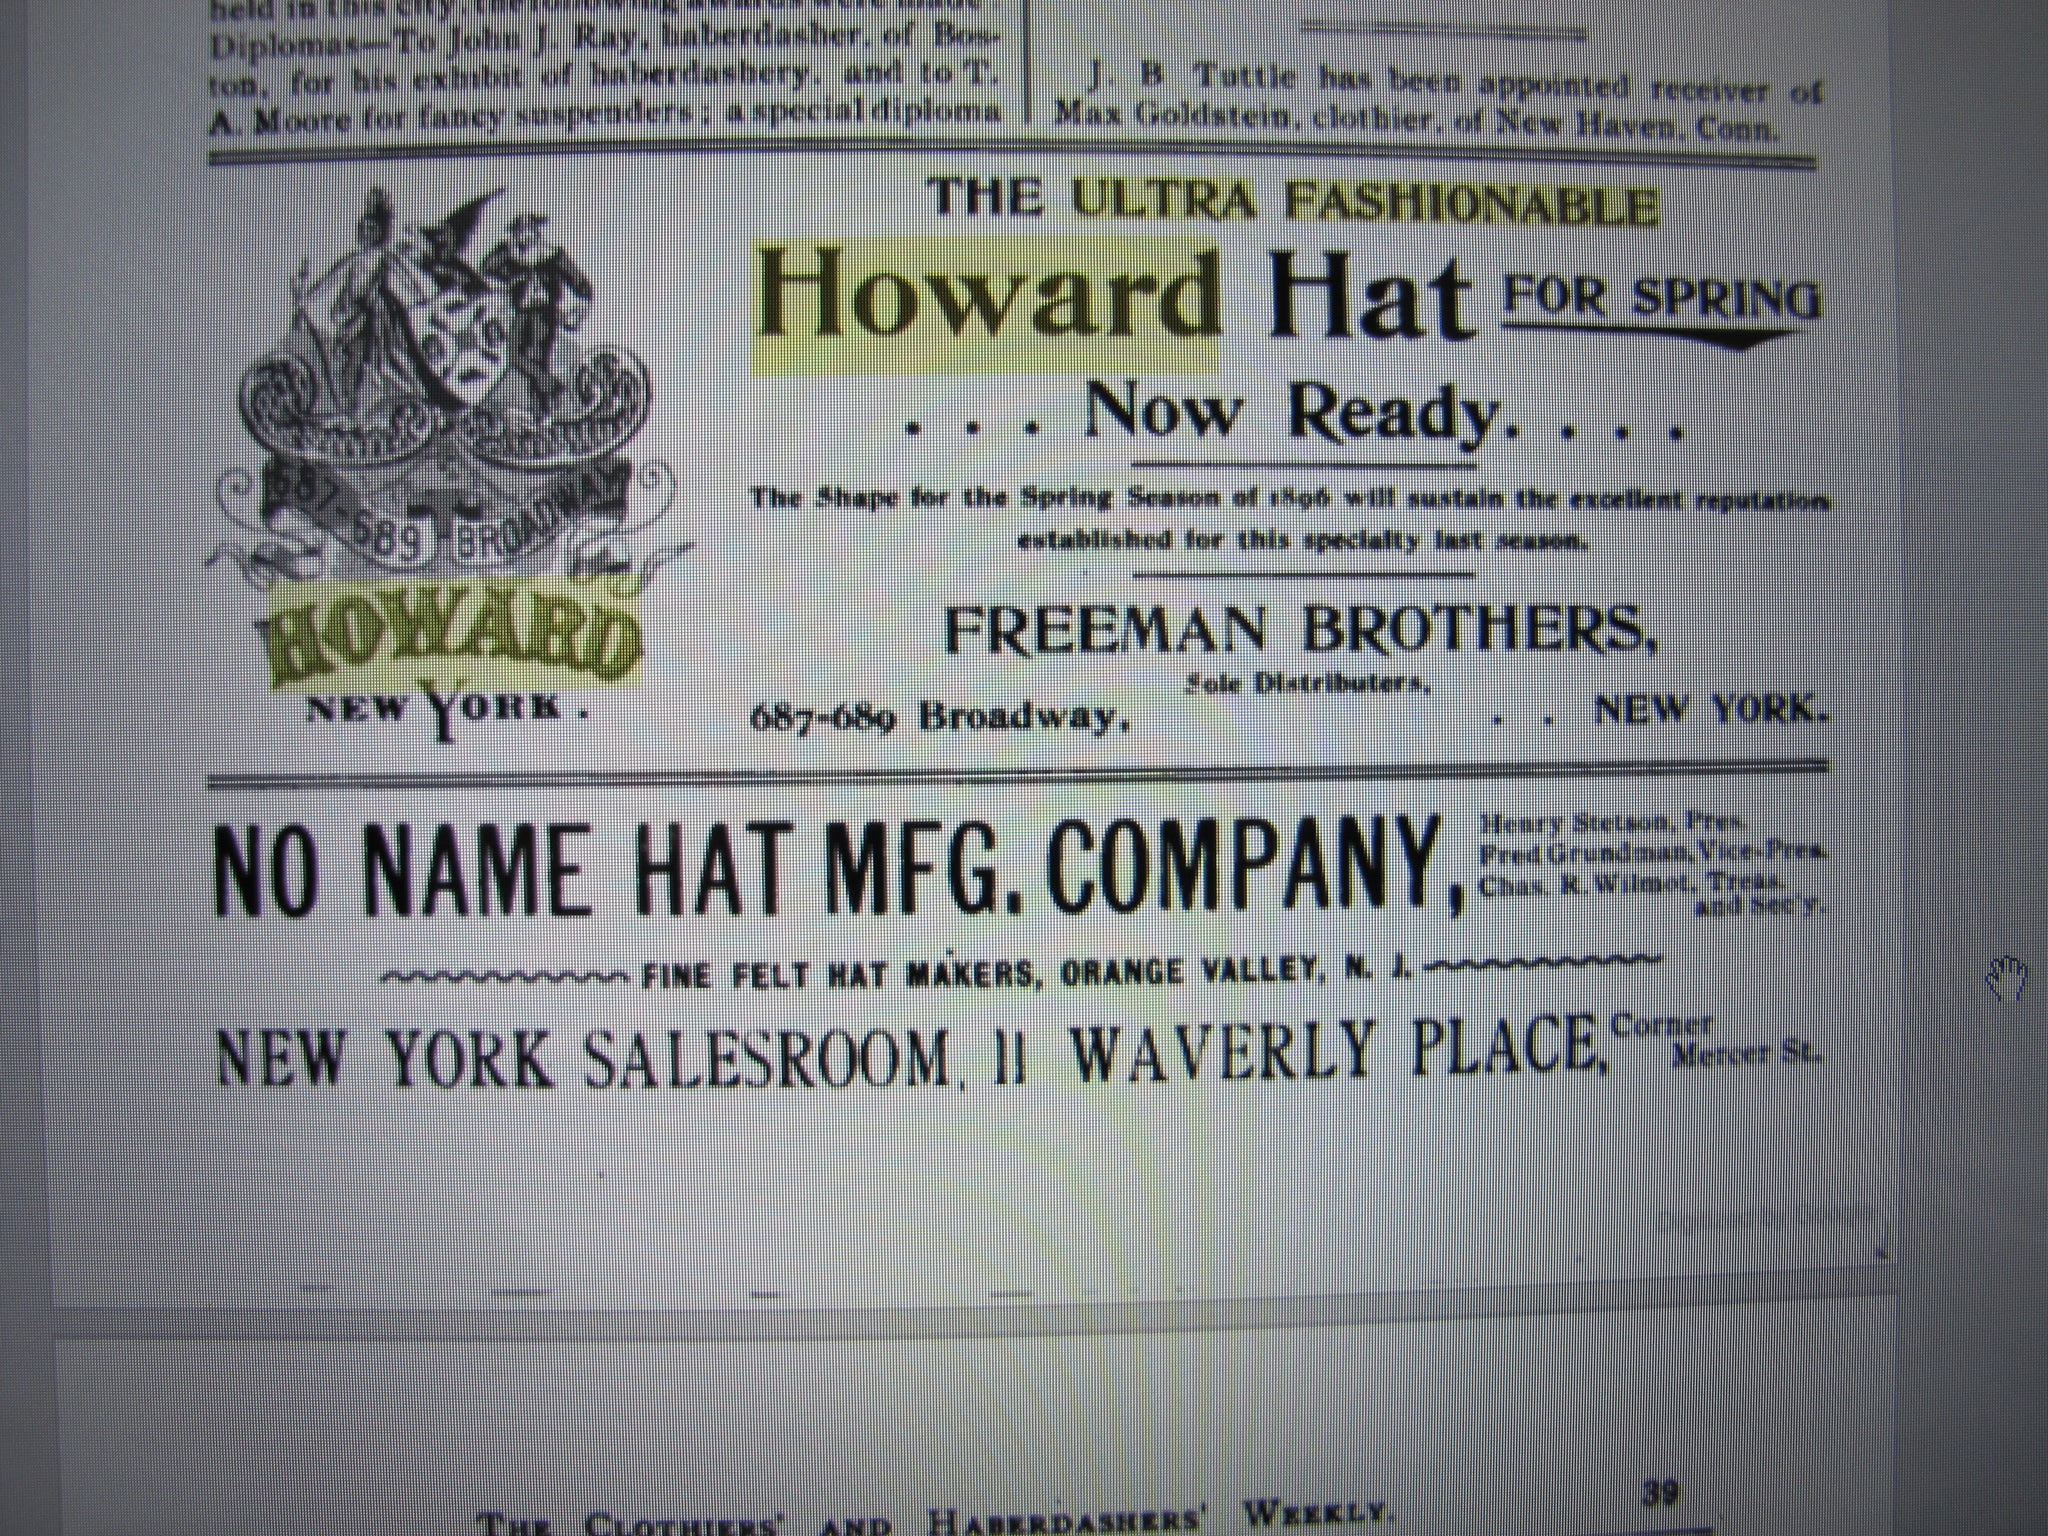 held in this city, the following awards were made
Diplomas—To John J. Ray, haberdasher, of Bos-
ton, for his exhibit of haberdashery, and to T.
A. Moore for fancy suspenders; a special diploma
J. B Tuttle has been appointed receiver of
Max Goldstein, clothier, of New Haven, Conn.
687-689 BROADWAY
HOWARD
NEW YORK.
THE ULTRA FASHIONABLE
Howard Hat FOR SPRING
. . . Now Ready. . . . .
The Shape for the Spring Season of 1896 will sustain the excellent reputation
established for this specialty last season.
FREEMAN BROTHERS,
Sole Distributers,
687-689 Broadway, . . NEW YORK.
NO NAME HAT MFG. COMPANY,
Henry Stetson, Pres.
Fred Grundman, Vice-Pres.
Chas. R. Wilmot, Treas.
and Sec'y.
FINE FELT HAT MAKERS, ORANGE VALLEY, N. J.
NEW YORK SALESROOM, 11 WAVERLY PLACE, Corner
Mercer St.
39
THE CLOTHIERS' AND HABERDASHERS' WEEKLY.